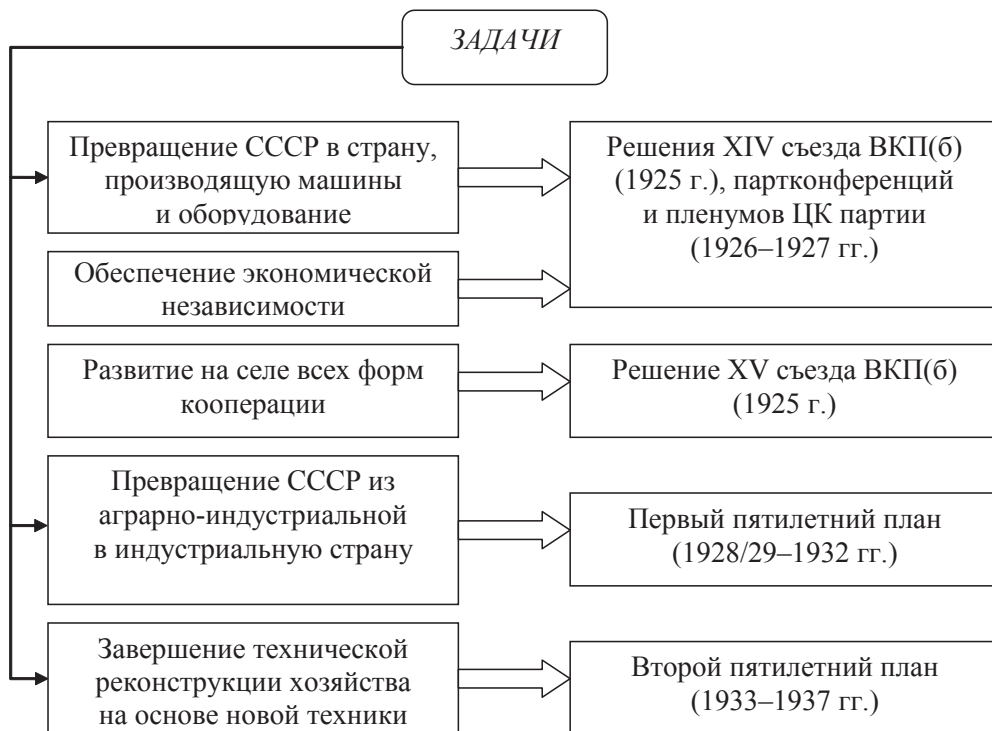 ЗАДАЧИ
Превращение СССР в страну,
производящую машины
и оборудование
Решения XIV съезда ВКП(б)
(1925 г.), партконференций
и пленумов ЦК партии
(1926–1927 гг.)
Обеспечение экономической
независимости
Развитие на селе всех форм
кооперации
Решение XV съезда ВКП(б)
(1925 г.)
Превращение СССР из
аграрно-индустриальной
в индустриальную страну
Первый пятилетний план
(1928/29–1932 гг.)
Завершение технической
реконструкции хозяйства
на основе новой техники
Второй пятилетний план
(1933–1937 гг.)